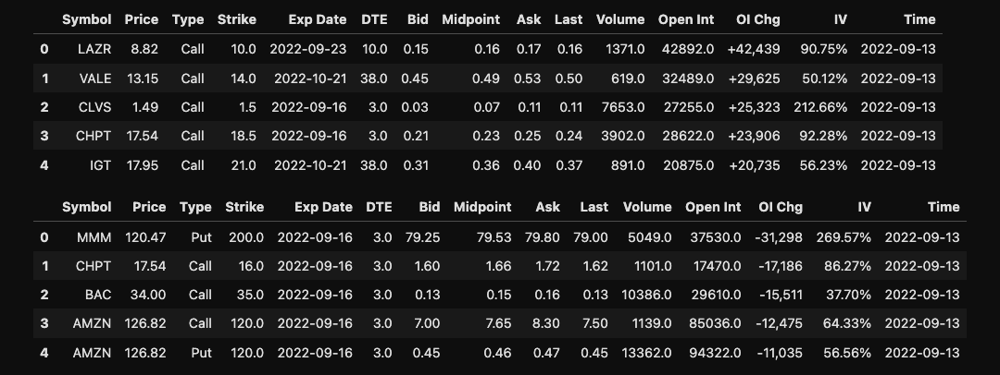 Symbol Price Type Strike Exp Date DTE Bid Midpoint Ask Last Volume Open Int OI Chg IV Time
0 LAZR 8.82 Call 10.0 2022-09-23 10.0 0.15 0.16 0.17 0.16 1371.0 42892.0 +42,439 90.75% 2022-09-13
1 VALE 13.15 Call 14.0 2022-10-21 38.0 0.45 0.49 0.53 0.50 619.0 32489.0 +29,625 50.12% 2022-09-13
2 CLVS 1.49 Call 1.5 2022-09-16 3.0 0.03 0.07 0.11 0.11 7653.0 27255.0 +25,323 212.66% 2022-09-13
3 CHPT 17.54 Call 18.5 2022-09-16 3.0 0.21 0.23 0.25 0.24 3902.0 28622.0 +23,906 92.28% 2022-09-13
4 IGT 17.95 Call 21.0 2022-10-21 38.0 0.31 0.36 0.40 0.37 891.0 20875.0 +20,735 56.23% 2022-09-13
Symbol Price Type Strike Exp Date DTE Bid Midpoint Ask Last Volume Open Int OI Chg IV Time
0 MMM 120.47 Put 200.0 2022-09-16 3.0 79.25 79.53 79.80 79.00 5049.0 37530.0 -31,298 269.57% 2022-09-13
1 CHPT 17.54 Call 16.0 2022-09-16 3.0 1.60 1.66 1.72 1.62 1101.0 17470.0 -17,186 86.27% 2022-09-13
2 BAC 34.00 Call 35.0 2022-09-16 3.0 0.13 0.15 0.16 0.13 10386.0 29610.0 -15,511 37.70% 2022-09-13
3 AMZN 126.82 Call 120.0 2022-09-16 3.0 7.00 7.65 8.30 7.50 1139.0 85036.0 -12,475 64.33% 2022-09-13
4 AMZN 126.82 Put 120.0 2022-09-16 3.0 0.45 0.46 0.47 0.45 13362.0 94322.0 -11,035 56.56% 2022-09-13